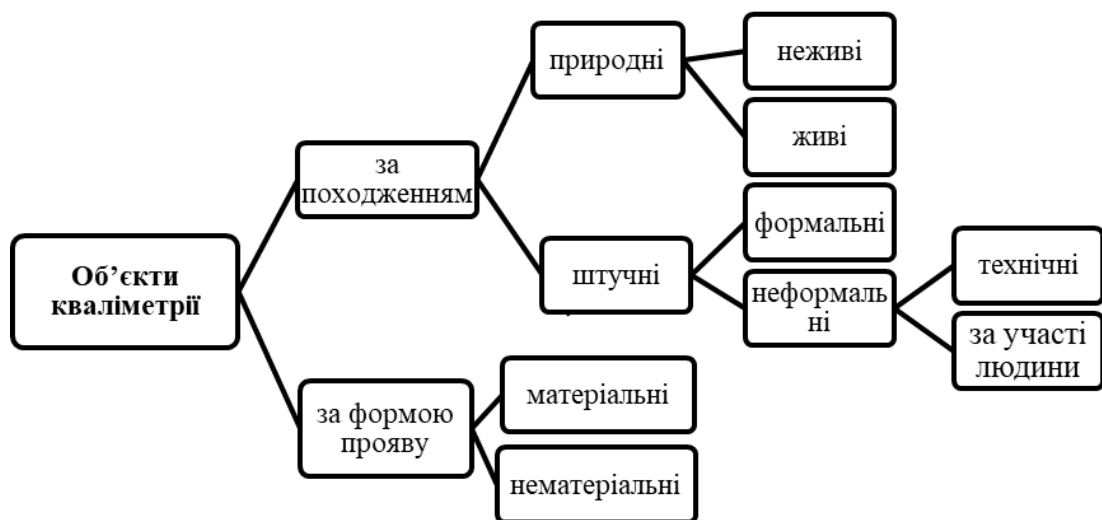 Об’єкти
кваліметрії
за
походженням
природні
неживі
живі
штучні
формальні
неформаль
ні
технічні
за участі
людини
за формою
прояву
матеріальні
нематеріальні